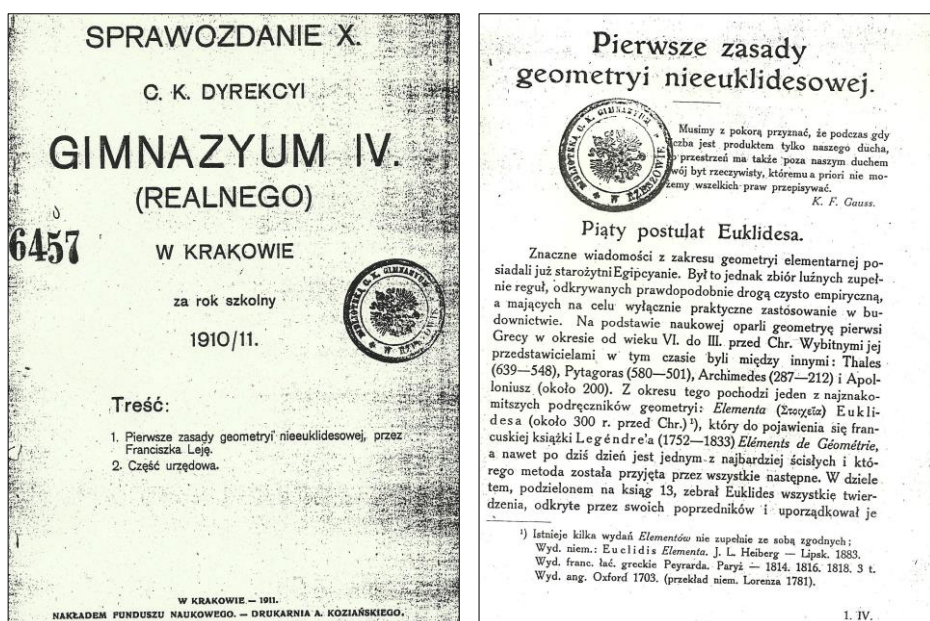 SPRAWOZDANIE X.
C. K. DYREKCYI
GIMNAZYUM IV.
(REALNEGO)
6457
W KRAKOWIE
za rok szkolny
1910/11.
Treść:
1. Pierwsze zasady geometryi nieeuklidesowej, przez
Franciszka Leję.
2. Część urzędowa.
W KRAKOWIE — 1911.
NAKŁADEM FUNDUSZU NAUKOWEGO. — DRUKARNIA A. KOZIAŃSKIEGO.
BIBLIOTEKA C. K. GIMNAZYUM
W RZESZOWIE
Pierwsze zasady
geometryi nieeuklidesowej.
Musimy z pokorą przyznać, że podczas gdy
czba jest produktem tylko naszego ducha,
o przestrzeń ma także poza naszym duchem
wój byt rzeczywisty, któremu a priori nie mo-
żemy wszelkich praw przepisywać.
K. F. Gauss.
BIBLIOTEKA C. K. GIMNAZYUM
W RZESZOWIE
Piąty postulat Euklidesa.
Znaczne wiadomości z zakresu geometryi elementarnej po-
siadali już starożytni Egipcyanie. Był to jednak zbiór luźnych zupeł-
nie reguł, odkrywanych prawdopodobnie drogą czysto empiryczną,
a mających na celu wyłącznie praktyczne zastósowanie w bu-
downictwie. Na podstawie naukowej oparli geometryę pierwsi
Grecy w okresie od wieku VI. do III. przed Chr. Wybitnymi jej
przedstawicielami w tym czasie byli między innymi: Thales
(639—548), Pytagoras (580—501), Archimedes (287—212) i Apol-
loniusz (około 200). Z okresu tego pochodzi jeden z najznako-
mitszych podręczników geometryi: Elementa (Στοιχεῖα) Eukli-
desa (około 300 r. przed Chr.) ¹), który do pojawienia się fran-
cuskiej książki Legéndre'a (1752—1833) Eléments de Géométrie,
a nawet po dziś dzień jest jednym z najbardziej ścisłych i któ-
rego metoda została przyjęta przez wszystkie następne. W dziele
tem, podzielonem na ksiąg 13, zebrał Euklides wszystkie twier-
dzenia, odkryte przez swoich poprzedników i uporządkował je
¹) Istnieje kilka wydań Elementów nie zupełnie ze sobą zgodnych;
Wyd. niem.: Euclidis Elementa. J. L. Heiberg — Lipsk. 1883.
Wyd. franc. łać. greckie Peyrarda. Paryż — 1814. 1816. 1818. 3 t.
Wyd. ang. Oxford 1703. (przekład niem. Lorenza 1781).
1. IV.